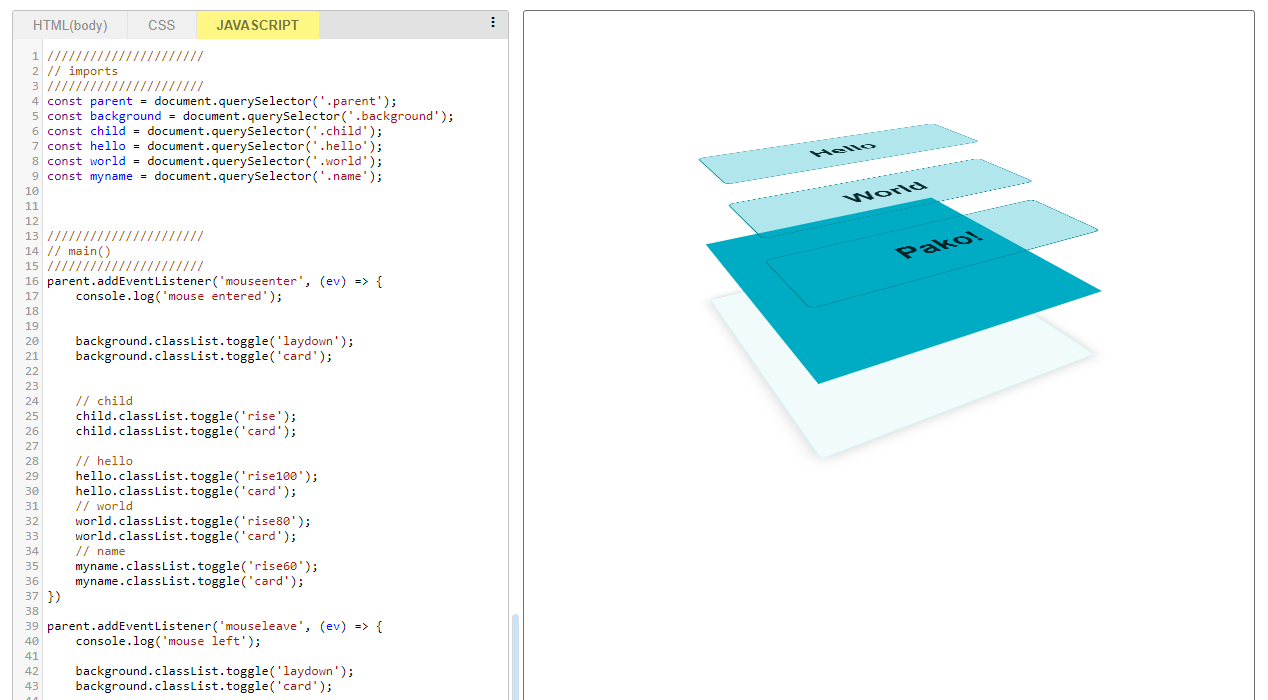 HTML(body) CSS JAVASCRIPT
1 //////////////////////
2 // imports
3 //////////////////////
4 const parent = document.querySelector('.parent');
5 const background = document.querySelector('.background');
6 const child = document.querySelector('.child');
7 const hello = document.querySelector('.hello');
8 const world = document.querySelector('.world');
9 const myname = document.querySelector('.name');
10
11
12
13 //////////////////////
14 // main()
15 //////////////////////
16 parent.addEventListener('mouseenter', (ev) => {
17     console.log('mouse entered');
18
19
20     background.classList.toggle('laydown');
21     background.classList.toggle('card');
22
23
24     // child
25     child.classList.toggle('rise');
26     child.classList.toggle('card');
27
28     // hello
29     hello.classList.toggle('rise100');
30     hello.classList.toggle('card');
31     // world
32     world.classList.toggle('rise80');
33     world.classList.toggle('card');
34     // name
35     myname.classList.toggle('rise60');
36     myname.classList.toggle('card');
37 })
38
39 parent.addEventListener('mouseleave', (ev) => {
40     console.log('mouse left');
41
42     background.classList.toggle('laydown');
43     background.classList.toggle('card');
Hello
World
Pako!